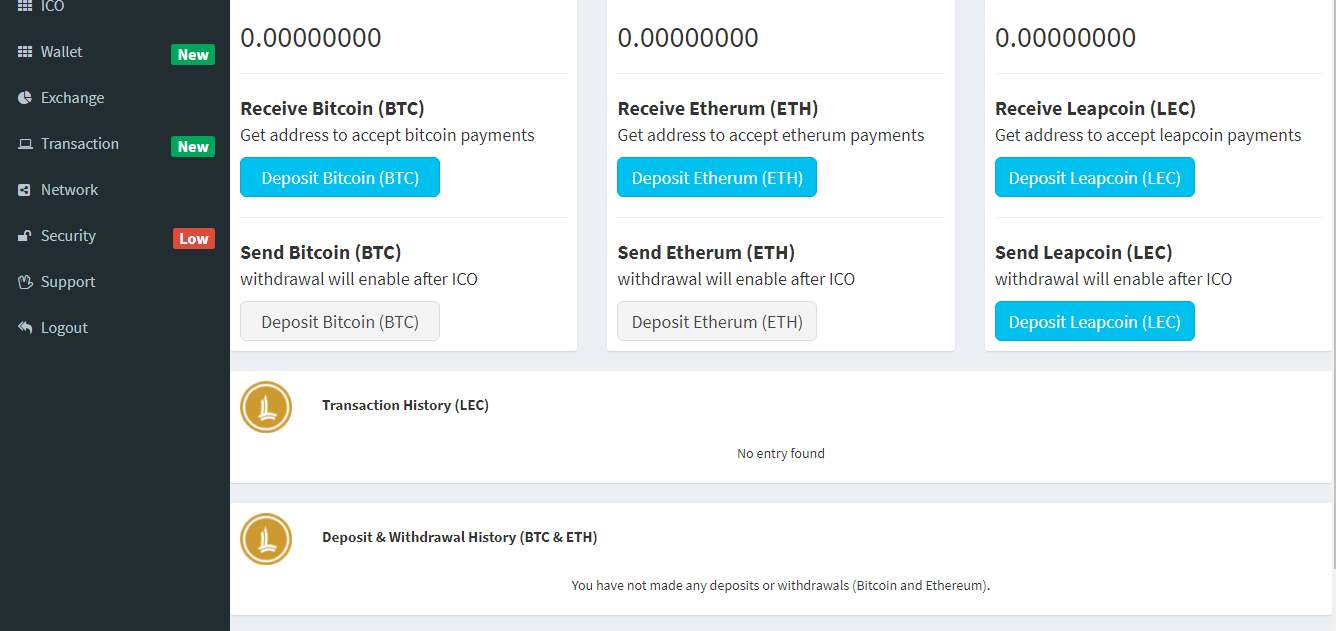 ICO
Wallet
New
Exchange
Transaction
New
Network
Security
Low
Support
Logout
0.00000000
Receive Bitcoin (BTC)
Get address to accept bitcoin payments
Deposit Bitcoin (BTC)
Send Bitcoin (BTC)
withdrawal will enable after ICO
Deposit Bitcoin (BTC)
0.00000000
Receive Etherum (ETH)
Get address to accept etherum payments
Deposit Etherum (ETH)
Send Etherum (ETH)
withdrawal will enable after ICO
Deposit Etherum (ETH)
0.00000000
Receive Leapcoin (LEC)
Get address to accept leapcoin payments
Deposit Leapcoin (LEC)
Send Leapcoin (LEC)
withdrawal will enable after ICO
Deposit Leapcoin (LEC)
Transaction History (LEC)
No entry found
Deposit & Withdrawal History (BTC & ETH)
You have not made any deposits or withdrawals (Bitcoin and Ethereum).